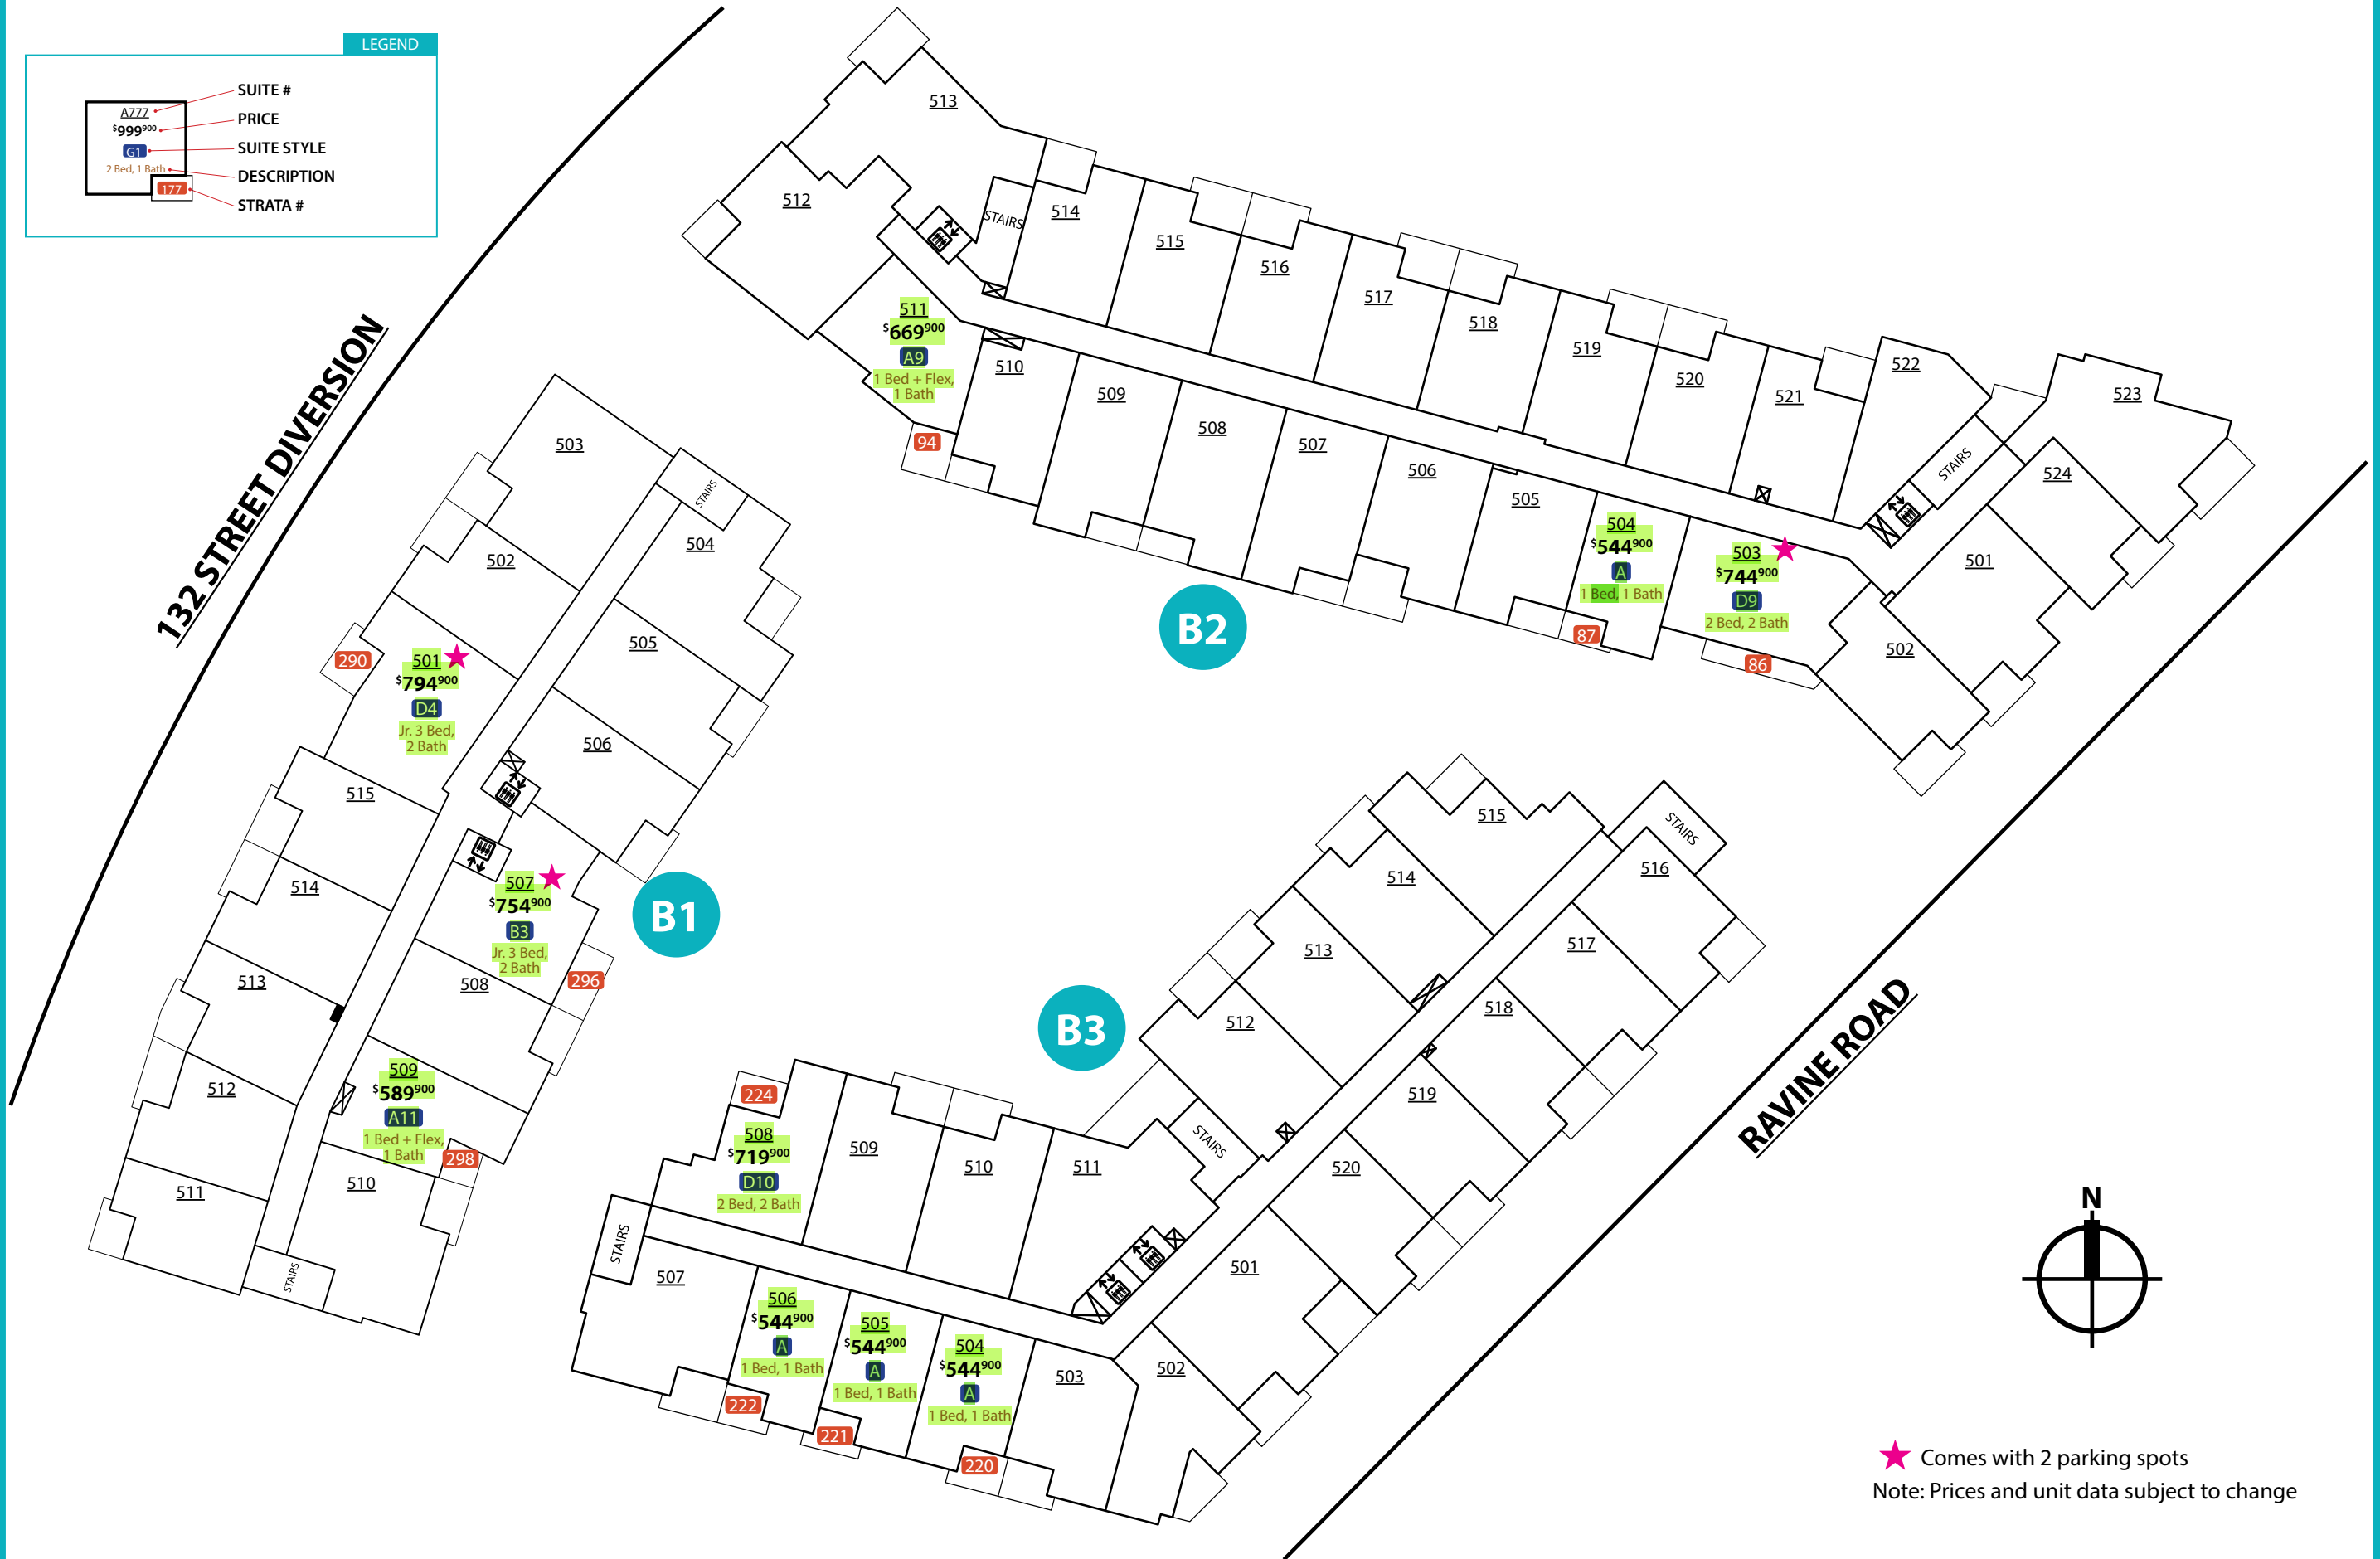 LEGEND
A777
$999900
G1
2 Bed, 1 Bath
177
SUITE #
PRICE
SUITE STYLE
DESCRIPTION
STRATA #
132 STREET DIVERSION
513
512
STAIRS
514
515
516
517
518
519
520
521
522
523
524
STAIRS
511
$669900
A9
1 Bed + Flex,
1 Bath
94
510
509
508
507
506
505
504
$544900
A
1 Bed, 1 Bath
87
503
$744900
D9
2 Bed, 2 Bath
86
501
502
B2
503
STAIRS
502
504
505
506
290
501
$794900
D4
Jr. 3 Bed,
2 Bath
515
514
513
512
511
507
$754900
B3
Jr. 3 Bed,
2 Bath
296
508
509
$589900
A11
1 Bed + Flex,
1 Bath
298
510
STAIRS
B1
B3
515
STAIRS
514
516
513
517
512
518
519
STAIRS
520
224
508
$719900
D10
2 Bed, 2 Bath
509
510
511
STAIRS
507
506
$544900
A
1 Bed, 1 Bath
222
505
$544900
A
1 Bed, 1 Bath
221
504
$544900
A
1 Bed, 1 Bath
220
503
502
501
RAVINE ROAD
N
Comes with 2 parking spots
Note: Prices and unit data subject to change